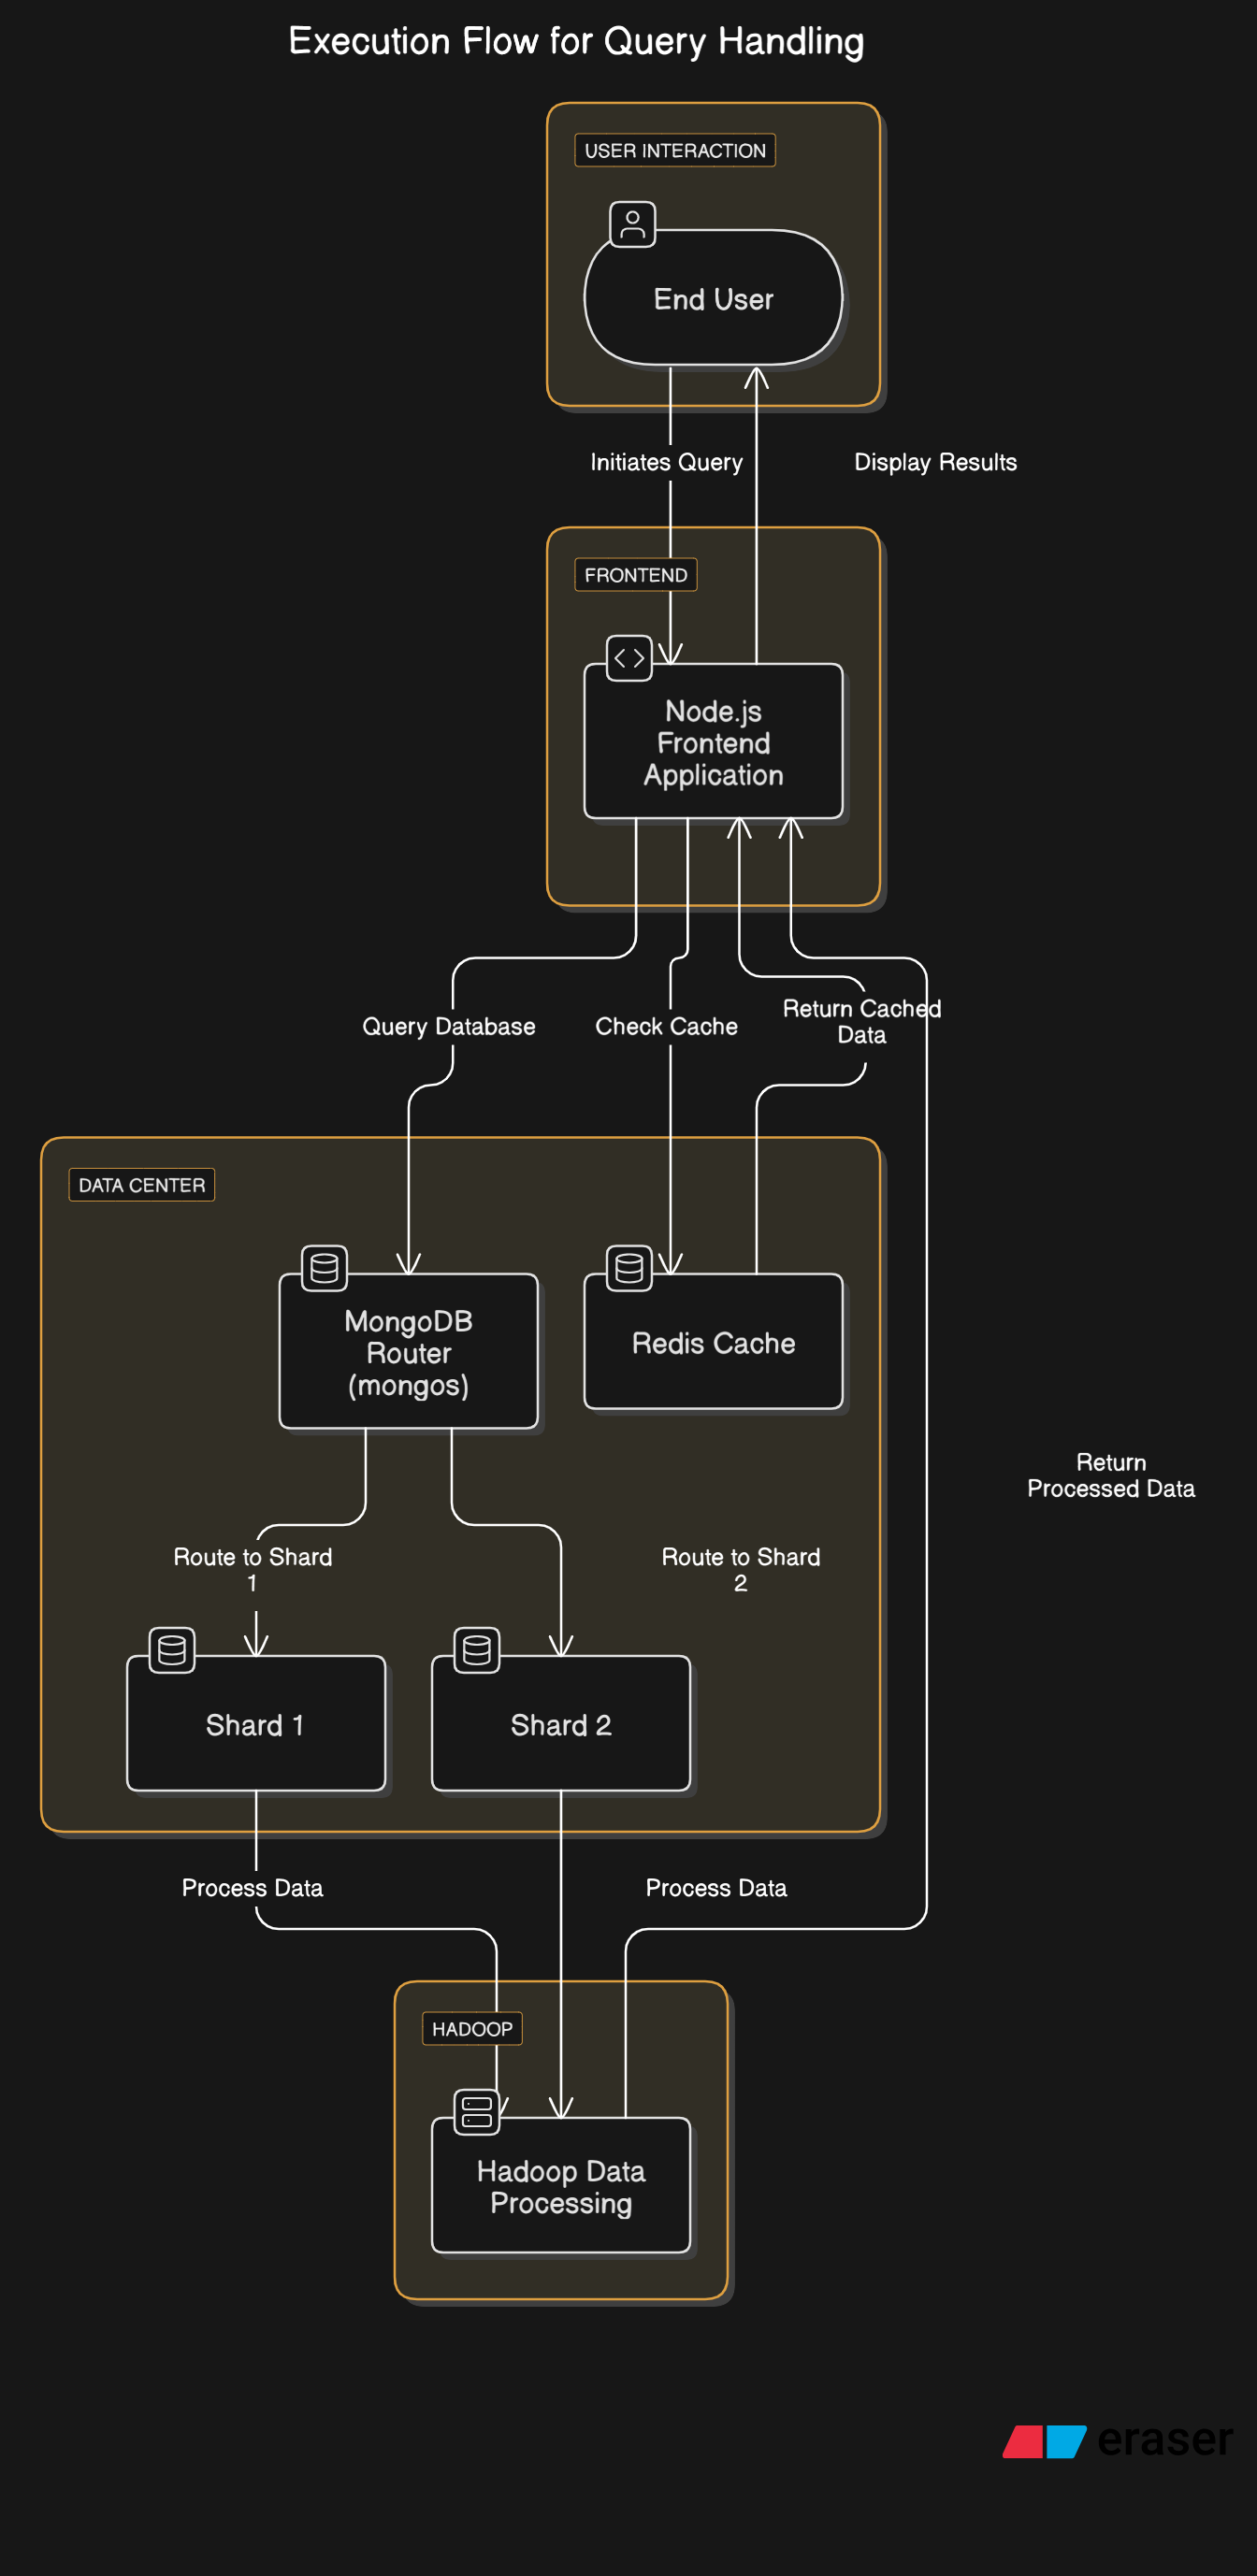 Execution Flow for Query Handling
USER INTERACTION
End User
Initiates Query
Display Results
FRONTEND
Node.js
Frontend
Application
Query Database
Check Cache
Return Cached
Data
DATA CENTER
MongoDB
Router
(mongos)
Redis Cache
Return
Processed Data
Route to Shard
1
Route to Shard
2
Shard 1
Shard 2
Process Data
Process Data
HADOOP
Hadoop Data
Processing
eraser